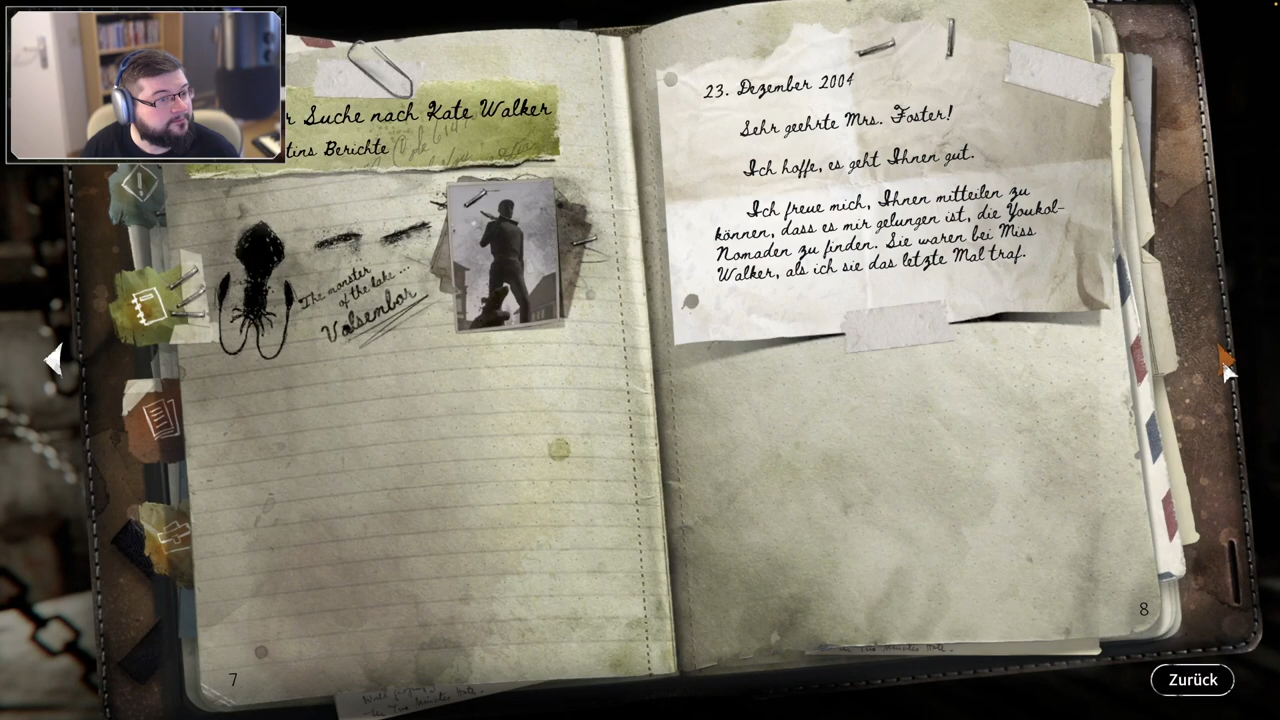 r Suche nach Kate Walker
tins Berichte
The monster
of the lake ...
Valsembor
7
23. Dezember 2004
Sehr geehrte Mrs. Foster!
Ich hoffe, es geht Ihnen gut.
Ich freue mich, Ihnen mitteilen zu
können, dass es mir gelungen ist, die Youkol-
Nomaden zu finden. Sie waren bei Miss
Walker, als ich sie das letzte Mal traf.
8
Zurück